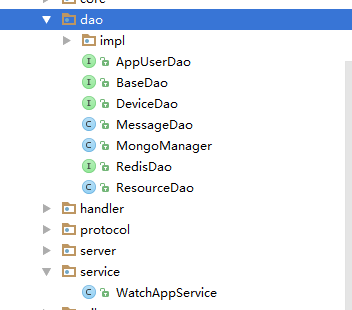 core
dao
impl
I AppUserDao
I BaseDao
I DeviceDao
C MessageDao
C MongoManager
I RedisDao
C ResourceDao
handler
protocol
server
service
C WatchAppService